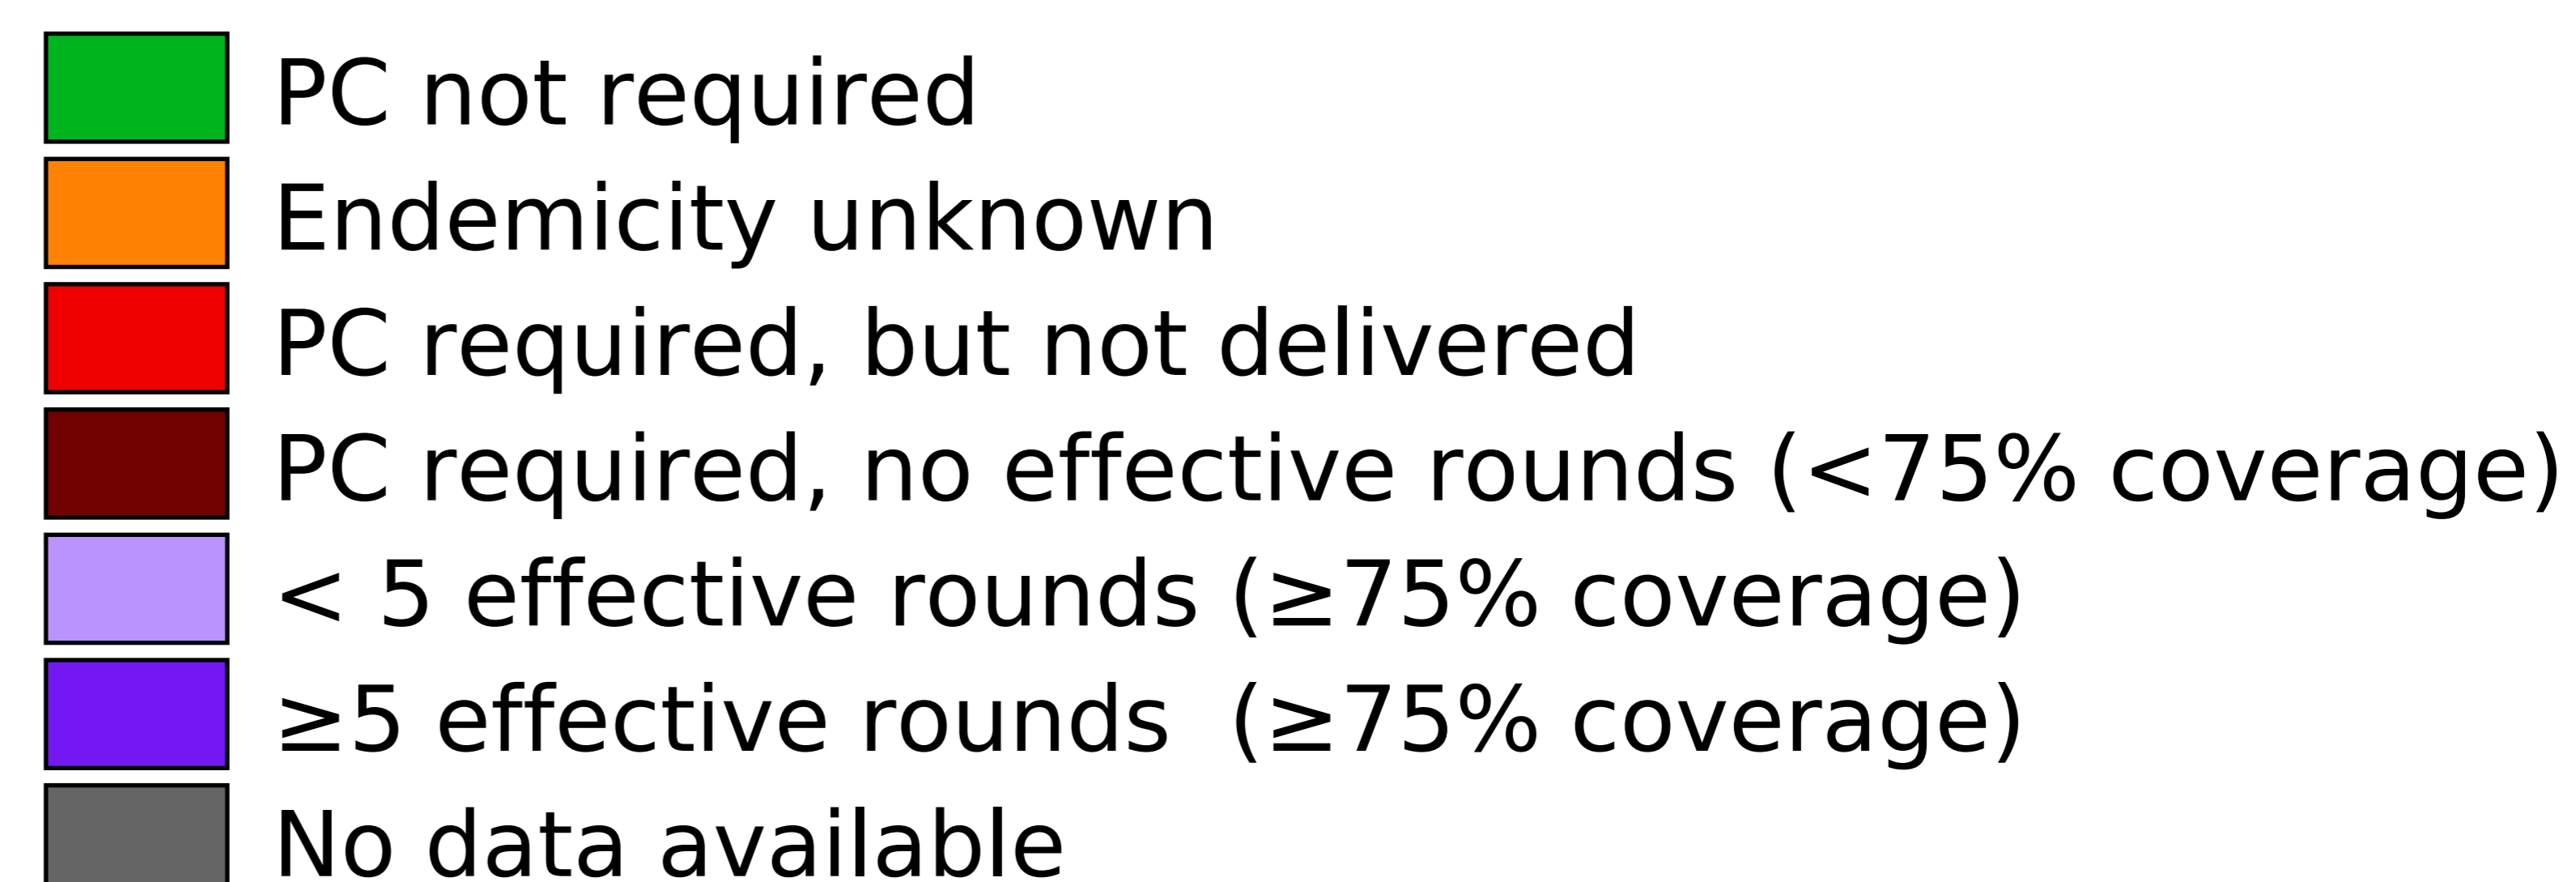 PC not required
Endemicity unknown
PC required, but not delivered
PC required, no effective rounds (<75% coverage)
< 5 effective rounds (≥75% coverage)
≥5 effective rounds  (≥75% coverage)
No data available